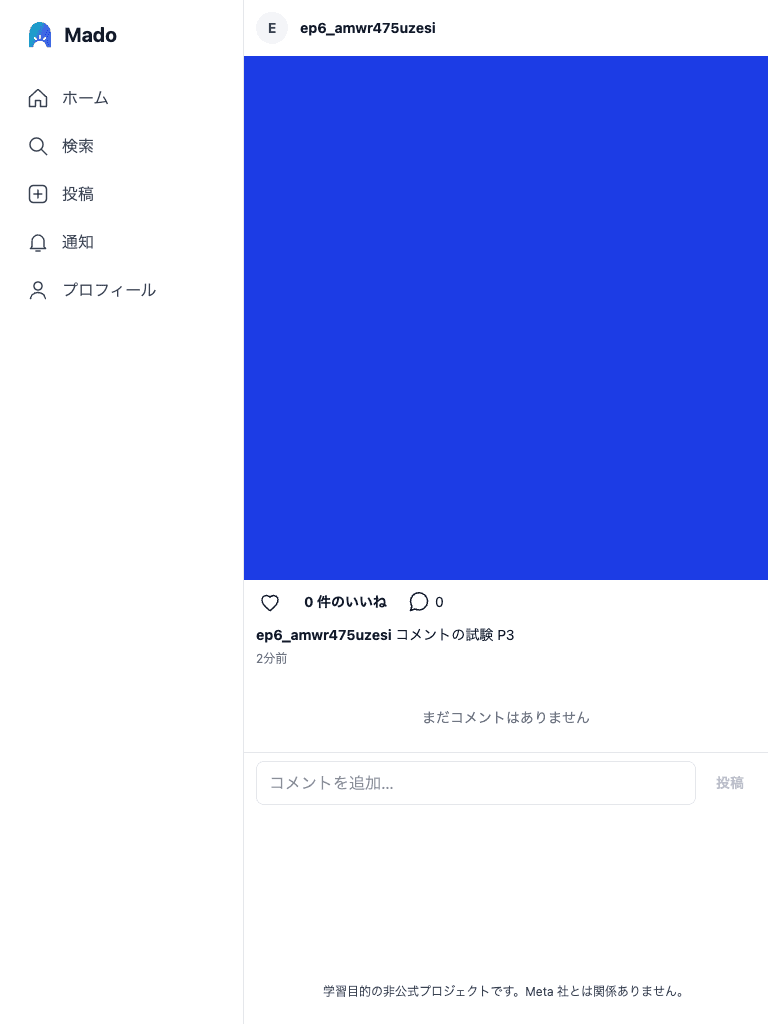 Mado
ホーム
検索
投稿
通知
プロフィール
E ep6_amwr475uzesi
0 件のいいね 0
ep6_amwr475uzesi コメントの試験 P3
2分前
まだコメントはありません
コメントを追加... 投稿
学習目的の非公式プロジェクトです。Meta 社とは関係ありません。